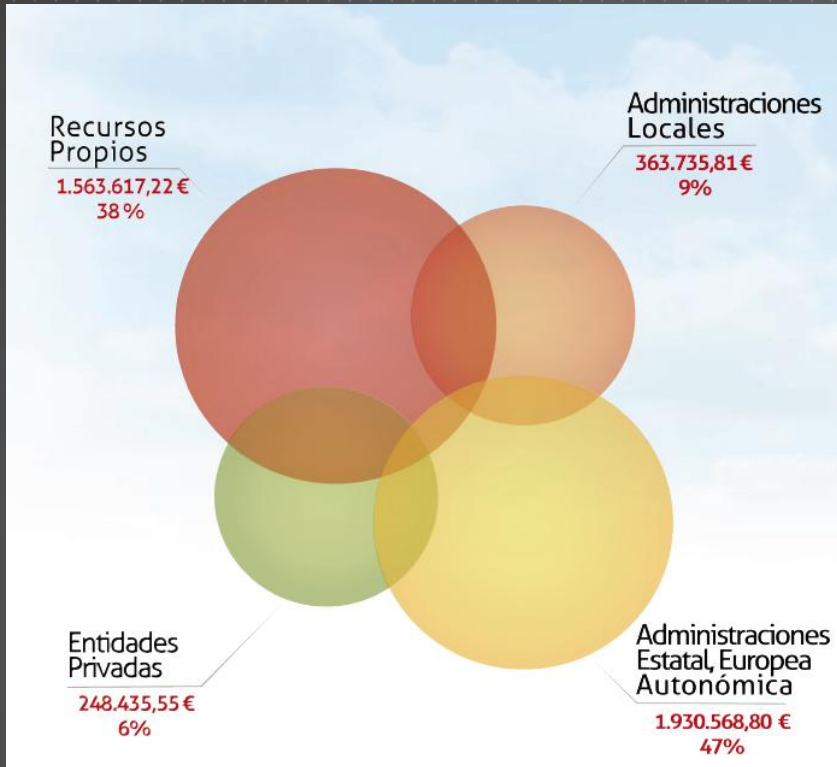 Recursos
Propios
1.563.617,22 €
38 %
Administraciones
Locales
363.735,81 €
9%
Entidades
Privadas
248.435,55 €
6%
Administraciones
Estatal, Europea
Autonómica
1.930.568,80 €
47%